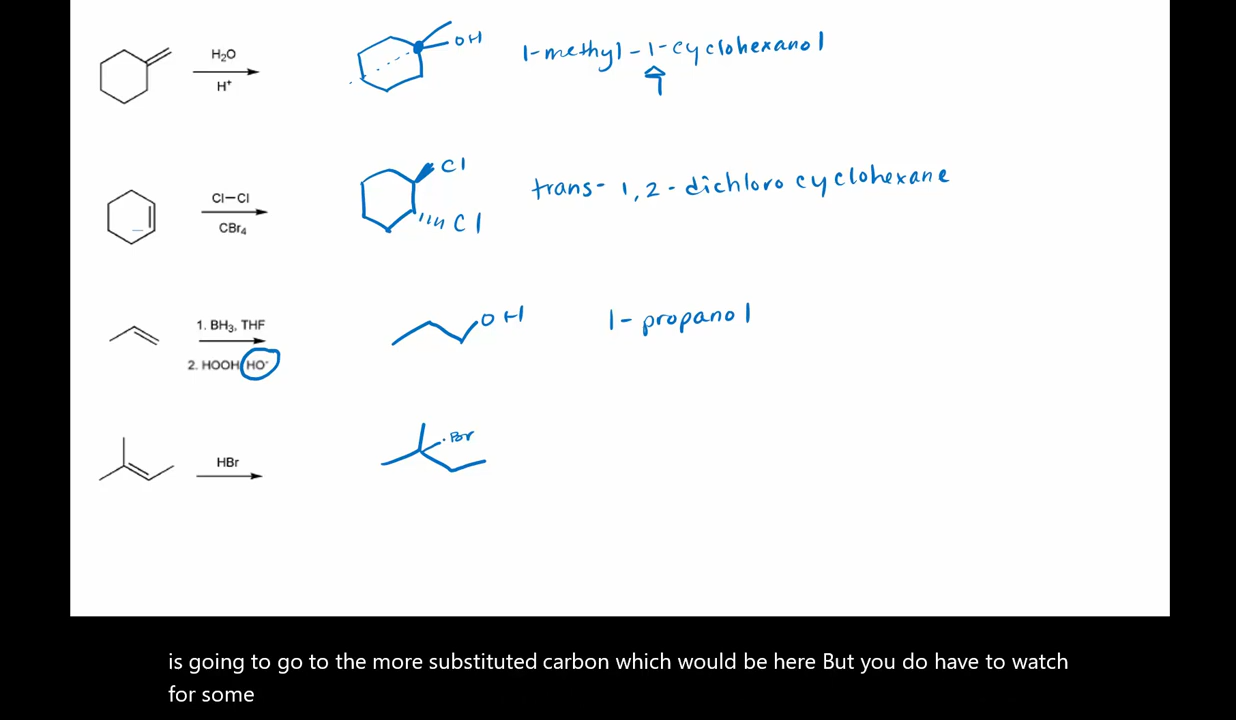 H₂O
H⁺
OH
1-methyl-1-cyclohexanol
Cl—Cl
CBr₄
Cl
Cl
trans-1,2-dichlorocyclohexane
1. BH₃, THF
2. HOOH/HO⁻
OH
1-propanol
HBr
Br
is going to go to the more substituted carbon which would be here But you do have to watch
for some